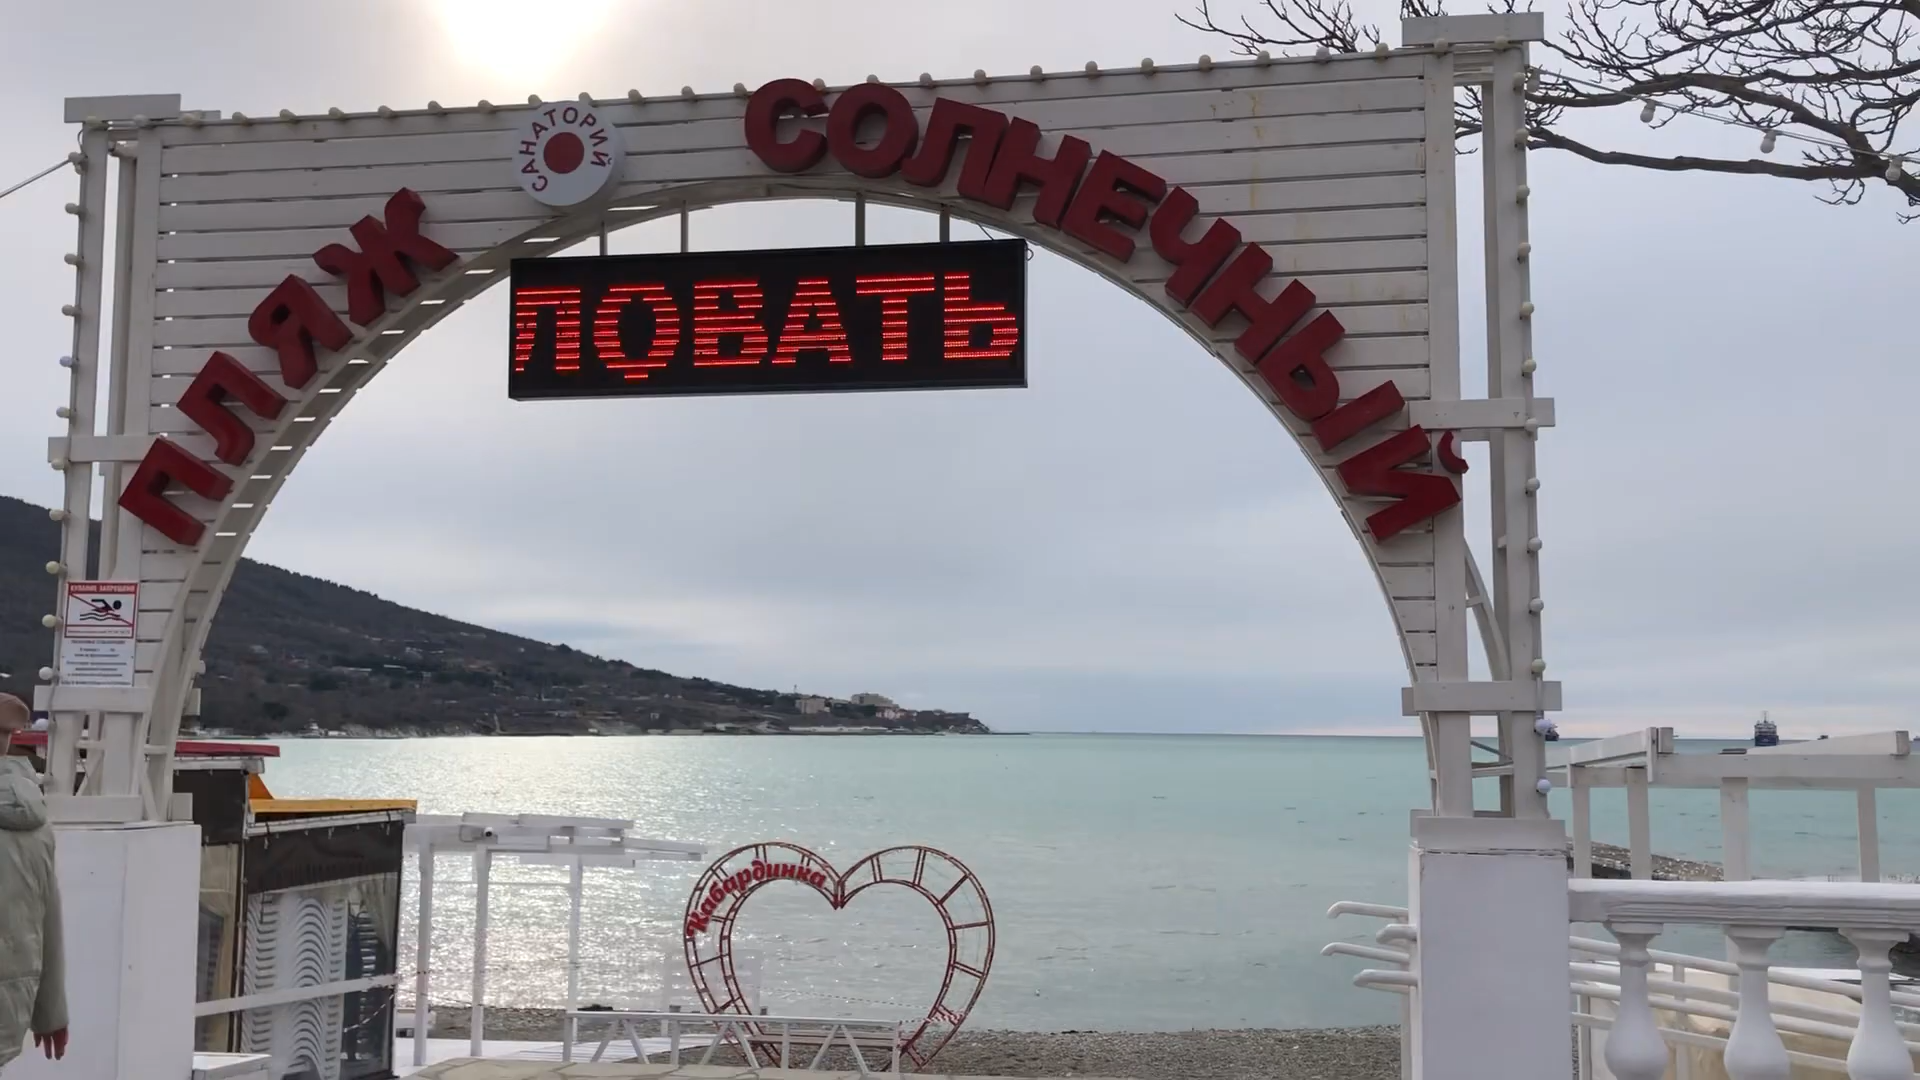 САНАТОРИЙ
ПЛЯЖ СОЛНЕЧНЫЙ
ЛОВАТЬ
КУПАНИЕ ЗАПРЕЩЕНО
Кабардинка